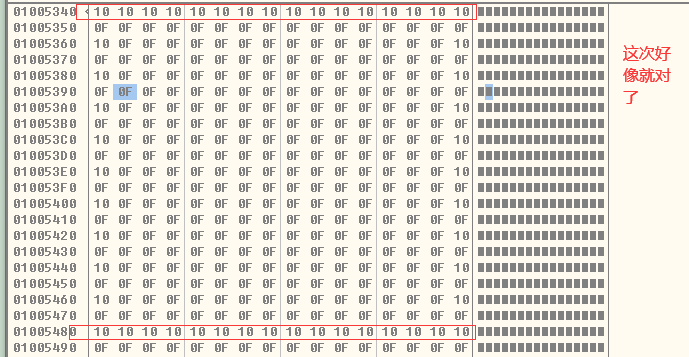 01005340 10 10 10 10 10 10 10 10 10 10 10 10 10 10 10 10
01005350 0F 0F 0F 0F 0F 0F 0F 0F 0F 0F 0F 0F 0F 0F 0F 0F
01005360 10 0F 0F 0F 0F 0F 0F 0F 0F 0F 0F 0F 0F 0F 0F 10
01005370 0F 0F 0F 0F 0F 0F 0F 0F 0F 0F 0F 0F 0F 0F 0F 0F
01005380 10 0F 0F 0F 0F 0F 0F 0F 0F 0F 0F 0F 0F 0F 0F 10
01005390 0F 0F 0F 0F 0F 0F 0F 0F 0F 0F 0F 0F 0F 0F 0F 0F
010053A0 10 0F 0F 0F 0F 0F 0F 0F 0F 0F 0F 0F 0F 0F 0F 10
010053B0 0F 0F 0F 0F 0F 0F 0F 0F 0F 0F 0F 0F 0F 0F 0F 0F
010053C0 10 0F 0F 0F 0F 0F 0F 0F 0F 0F 0F 0F 0F 0F 0F 10
010053D0 0F 0F 0F 0F 0F 0F 0F 0F 0F 0F 0F 0F 0F 0F 0F 0F
010053E0 10 0F 0F 0F 0F 0F 0F 0F 0F 0F 0F 0F 0F 0F 0F 10
010053F0 0F 0F 0F 0F 0F 0F 0F 0F 0F 0F 0F 0F 0F 0F 0F 0F
01005400 10 0F 0F 0F 0F 0F 0F 0F 0F 0F 0F 0F 0F 0F 0F 10
01005410 0F 0F 0F 0F 0F 0F 0F 0F 0F 0F 0F 0F 0F 0F 0F 0F
01005420 10 0F 0F 0F 0F 0F 0F 0F 0F 0F 0F 0F 0F 0F 0F 10
01005430 0F 0F 0F 0F 0F 0F 0F 0F 0F 0F 0F 0F 0F 0F 0F 0F
01005440 10 0F 0F 0F 0F 0F 0F 0F 0F 0F 0F 0F 0F 0F 0F 10
01005450 0F 0F 0F 0F 0F 0F 0F 0F 0F 0F 0F 0F 0F 0F 0F 0F
01005460 10 0F 0F 0F 0F 0F 0F 0F 0F 0F 0F 0F 0F 0F 0F 10
01005470 0F 0F 0F 0F 0F 0F 0F 0F 0F 0F 0F 0F 0F 0F 0F 0F
01005480 10 10 10 10 10 10 10 10 10 10 10 10 10 10 10 10
01005490 0F 0F 0F 0F 0F 0F 0F 0F 0F 0F 0F 0F 0F 0F 0F 0F
这次好
像就对
了